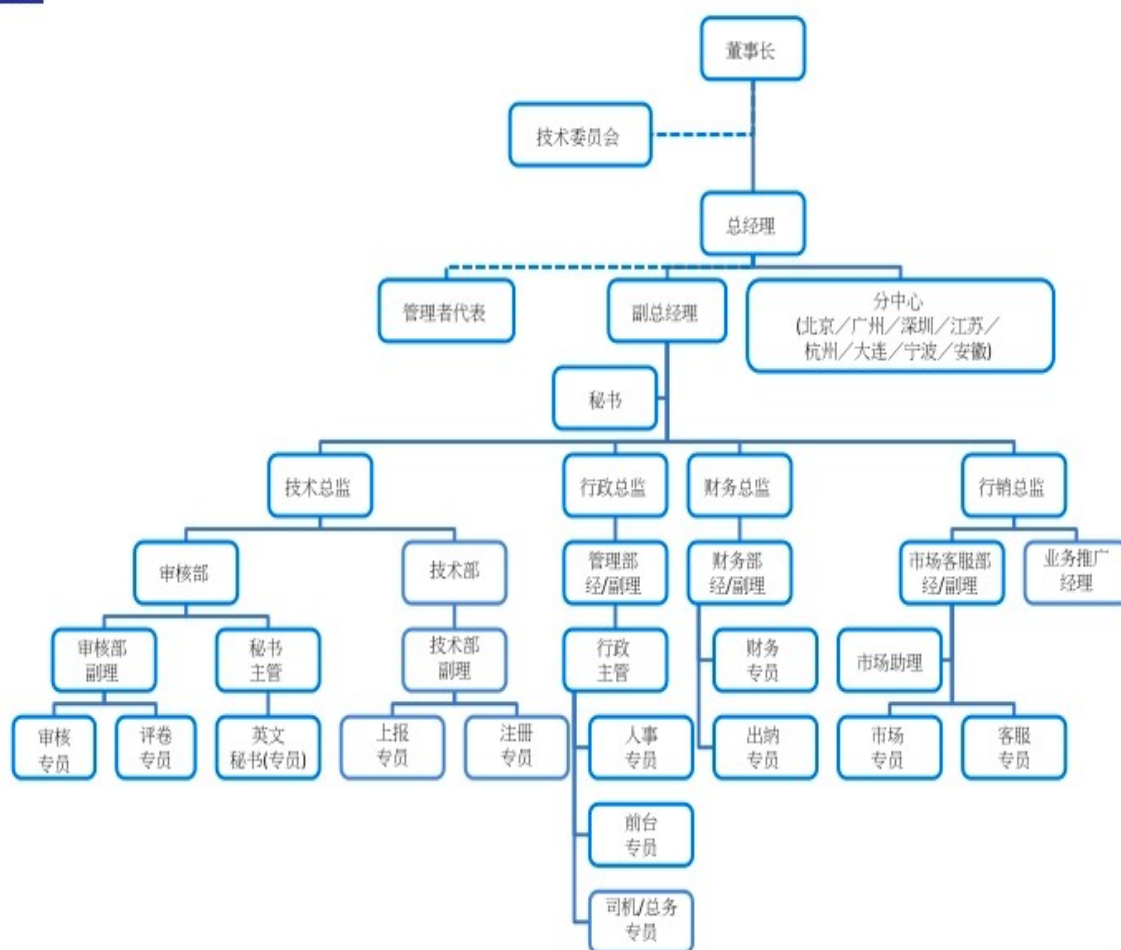 董事长
技术委员会
总经理
管理者代表
副总经理
分中心
(北京／广州／深圳／江苏／
杭州／大连／宁波／安徽)
秘书
技术总监
行政总监
财务总监
行销总监
审核部
技术部
管理部
经/副理
财务部
经/副理
市场客服部
经/副理
业务推广
经理
审核部
副理
秘书
主管
技术部
副理
行政
主管
财务
专员
市场助理
审核
专员
评卷
专员
英文
秘书(专员)
上报
专员
注册
专员
人事
专员
出纳
专员
市场
专员
客服
专员
前台
专员
司机/总务
专员